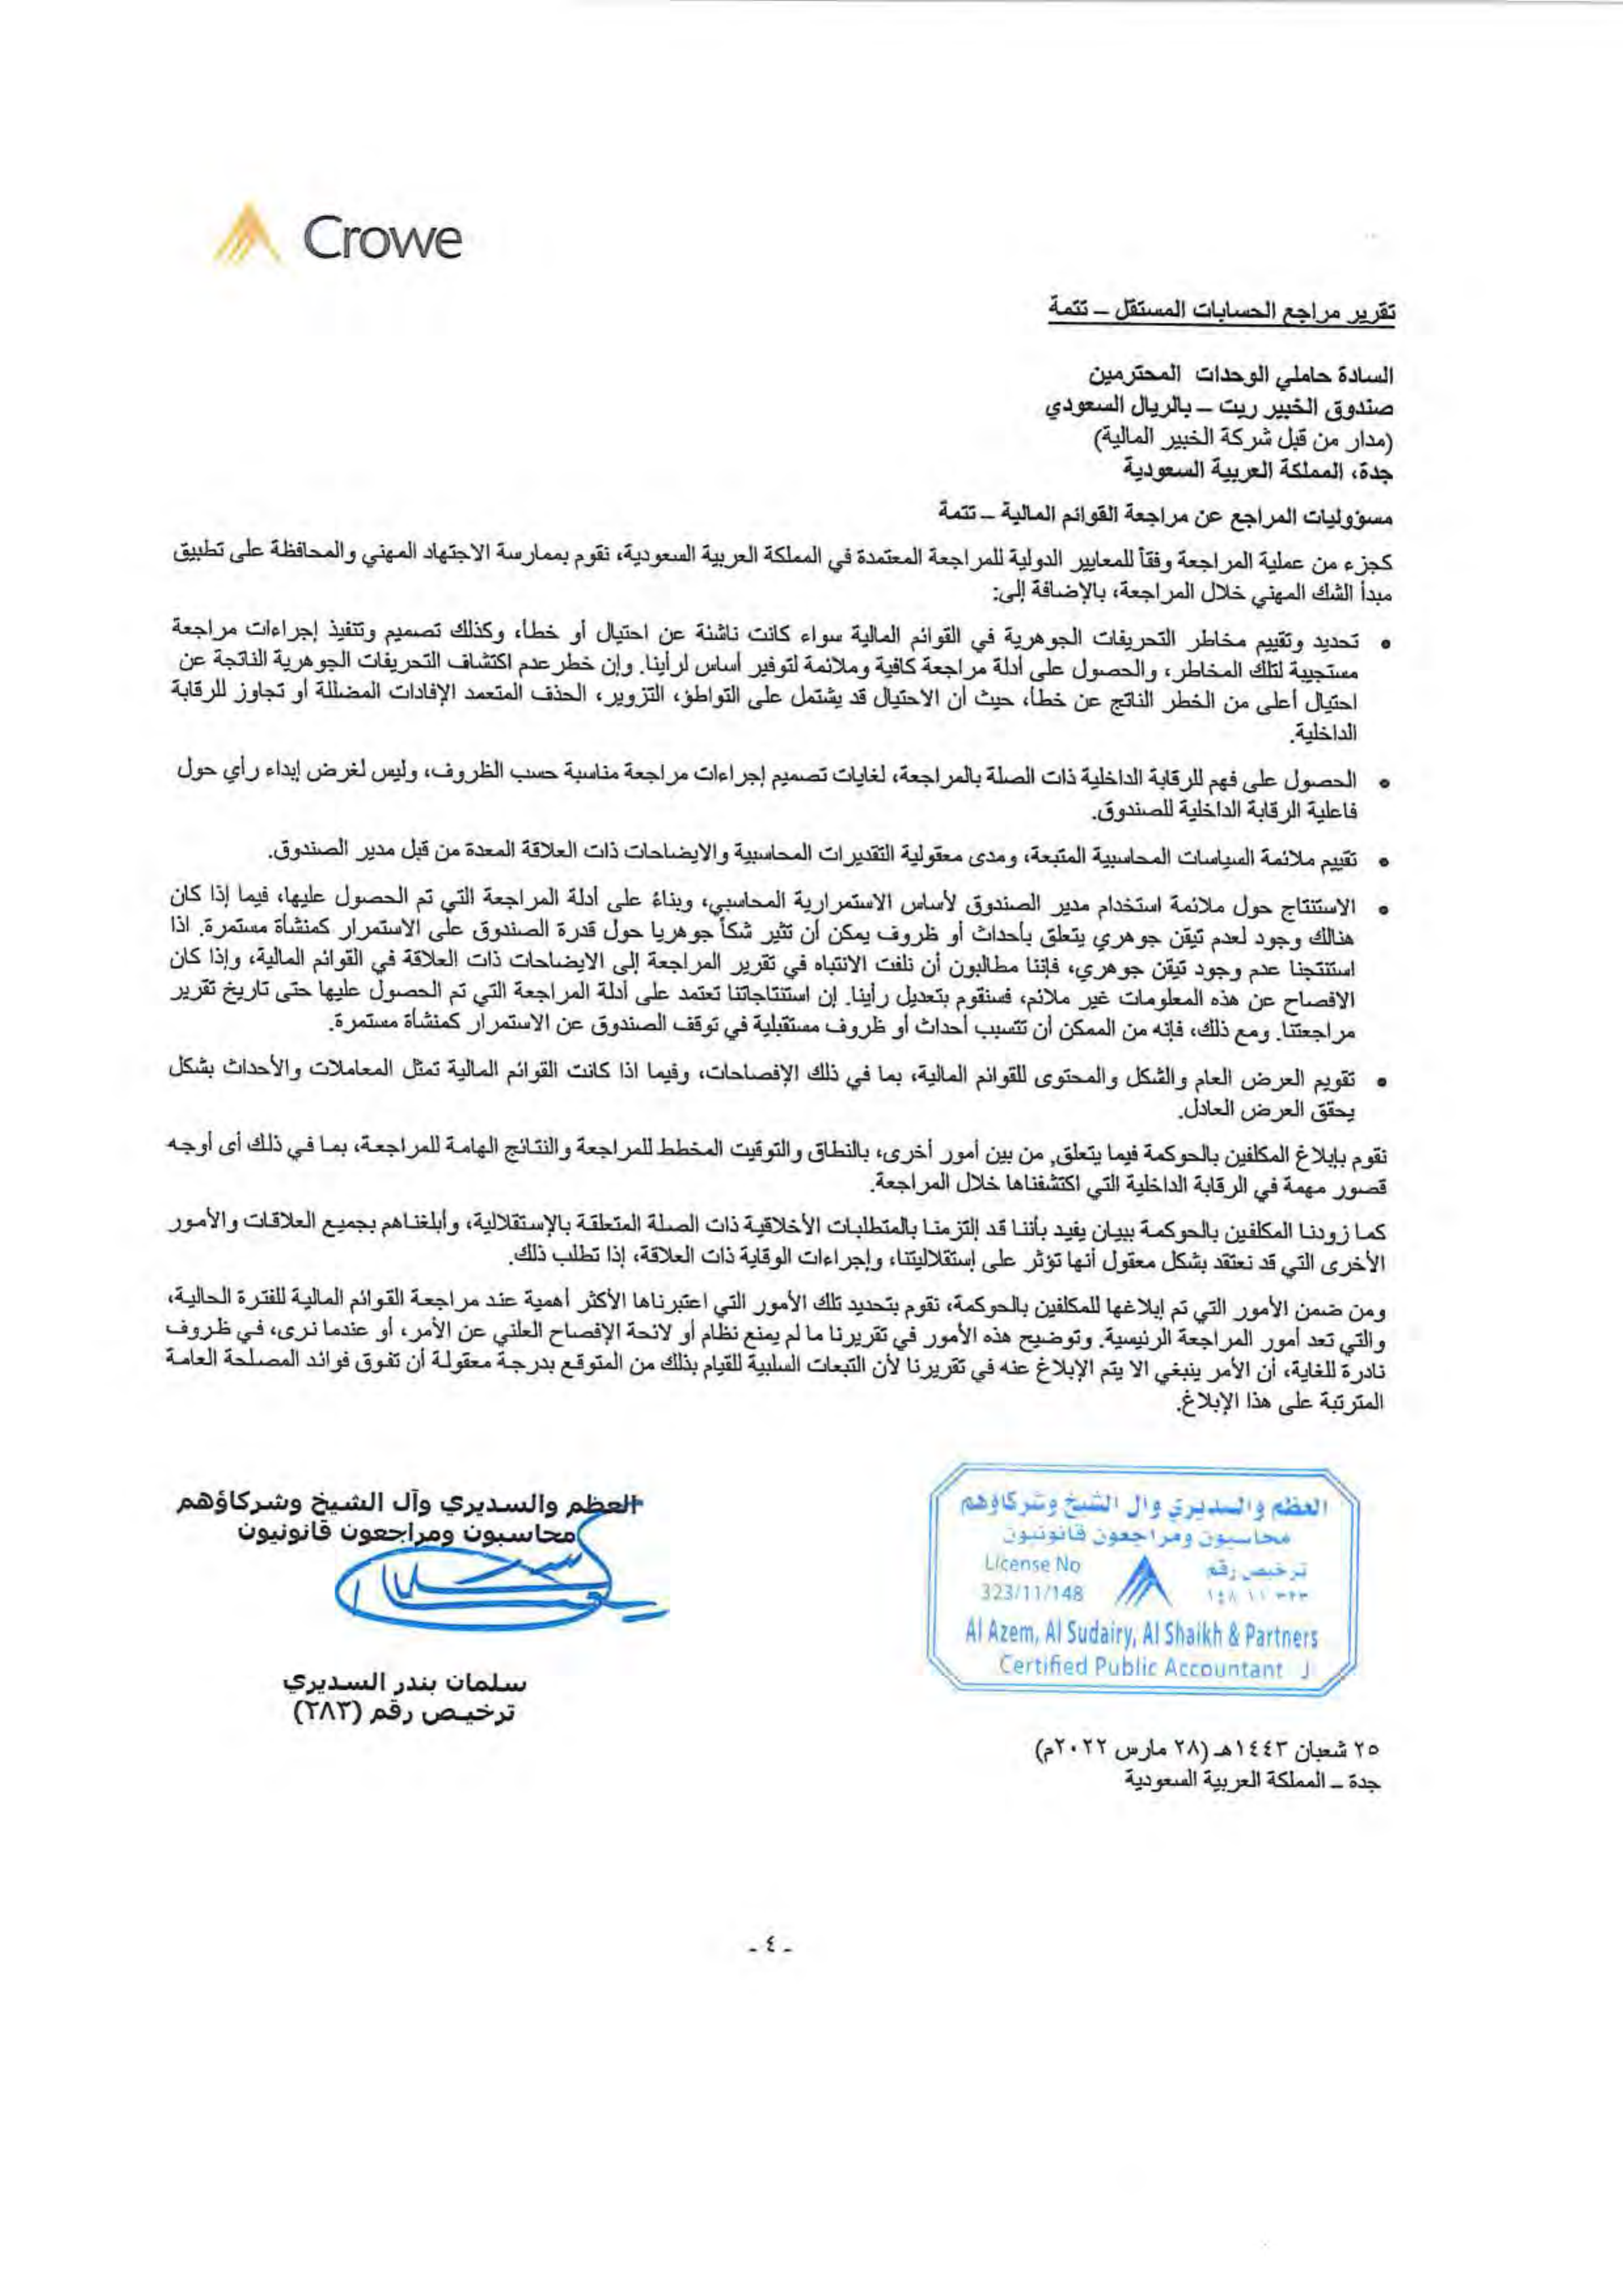 Crowe
تقرير مراجع الحسابات المستقل – تتمة
السادة حاملي الوحدات المحترمين
صندوق الخبير ريت – بالريال السعودي
(مدار من قبل شركة الخبير المالية)
جدة، المملكة العربية السعودية
مسؤوليات المراجع عن مراجعة القوائم المالية – تتمة
كجزء من عملية المراجعة وفقاً للمعايير الدولية للمراجعة المعتمدة في المملكة العربية السعودية، نقوم بممارسة الاجتهاد المهني والمحافظة على تطبيق
مبدأ الشك المهني خلال المراجعة، بالإضافة إلى:
• تحديد وتقييم مخاطر التحريفات الجوهرية في القوائم المالية سواء كانت ناشئة عن احتيال أو خطأ، وكذلك تصميم وتنفيذ إجراءات مراجعة
مستجيبة لتلك المخاطر، والحصول على أدلة مراجعة كافية وملائمة لتوفير أساس لرأينا. وإن خطر عدم اكتشاف التحريفات الجوهرية الناتجة عن
احتيال أعلى من الخطر الناتج عن خطأ، حيث أن الاحتيال قد يشتمل على التواطؤ، التزوير، الحذف المتعمد الإفادات المضللة أو تجاوز للرقابة
الداخلية.
• الحصول على فهم للرقابة الداخلية ذات الصلة بالمراجعة، لغايات تصميم إجراءات مراجعة مناسبة حسب الظروف، وليس لغرض إبداء رأي حول
فاعلية الرقابة الداخلية للصندوق.
• تقييم ملائمة السياسات المحاسبية المتبعة، ومدى معقولية التقديرات المحاسبية والايضاحات ذات العلاقة المعدة من قبل مدير الصندوق.
• الاستنتاج حول ملائمة استخدام مدير الصندوق لأساس الاستمرارية المحاسبي، وبناءً على أدلة المراجعة التي تم الحصول عليها، فيما إذا كان
هنالك وجود لعدم تيقن جوهري يتعلق بأحداث أو ظروف يمكن أن تثير شكاً جوهريا حول قدرة الصندوق على الاستمرار كمنشأة مستمرة. اذا
استنتجنا عدم وجود تيقن جوهري، فإننا مطالبون أن نلفت الانتباه في تقرير المراجعة إلى الايضاحات ذات العلاقة في القوائم المالية، وإذا كان
الافصاح عن هذه المعلومات غير ملائم، فسنقوم بتعديل رأينا. إن استنتاجاتنا تعتمد على أدلة المراجعة التي تم الحصول عليها حتى تاريخ تقرير
مراجعتنا. ومع ذلك، فإنه من الممكن أن تتسبب أحداث أو ظروف مستقبلية في توقف الصندوق عن الاستمرار كمنشأة مستمرة.
• تقويم العرض العام والشكل والمحتوى للقوائم المالية، بما في ذلك الإفصاحات، وفيما اذا كانت القوائم المالية تمثل المعاملات والأحداث بشكل
يحقق العرض العادل.
نقوم بإبلاغ المكلفين بالحوكمة فيما يتعلق, من بين أمور أخرى، بالنطاق والتوقيت المخطط للمراجعة والنتائج الهامة للمراجعة، بما في ذلك أى أوجه
قصور مهمة في الرقابة الداخلية التي اكتشفناها خلال المراجعة.
كما زودنا المكلفين بالحوكمة ببيان يفيد بأننا قد إلتزمنا بالمتطلبات الأخلاقية ذات الصلة المتعلقة بالإستقلالية، وأبلغناهم بجميع العلاقات والأمور
الأخرى التي قد نعتقد بشكل معقول أنها تؤثر على إستقلاليتنا، وإجراءات الوقاية ذات العلاقة، إذا تطلب ذلك.
ومن ضمن الأمور التي تم إبلاغها للمكلفين بالحوكمة، نقوم بتحديد تلك الأمور التي اعتبرناها الأكثر أهمية عند مراجعة القوائم المالية للفترة الحالية،
والتي تعد أمور المراجعة الرئيسية. وتوضيح هذه الأمور في تقريرنا ما لم يمنع نظام أو لائحة الإفصاح العلني عن الأمر، أو عندما نرى، في ظروف
نادرة للغاية، أن الأمر ينبغي الا يتم الإبلاغ عنه في تقريرنا لأن التبعات السلبية للقيام بذلك من المتوقع بدرجة معقولة أن تفوق فوائد المصلحة العامة
المترتبة على هذا الإبلاغ.
العظم والسديري وآل الشيخ وشركاؤهم
محاسبون ومراجعون قانونيون
سلمان بندر السديري
ترخيص رقم (٢٨٣)
العظم والسديري وال الشيخ وشركاؤهم
محاسبون ومراجعون قانونيون
ترخيص رقم
٣٢٣ ١١ ١٤٨
License No
323/11/148
Al Azem, Al Sudairy, Al Shaikh & Partners
Certified Public Accountant J
٢٥ شعبان ١٤٤٣هـ (٢٨ مارس ٢٠٢٢م)
جدة – المملكة العربية السعودية
- ٤ -